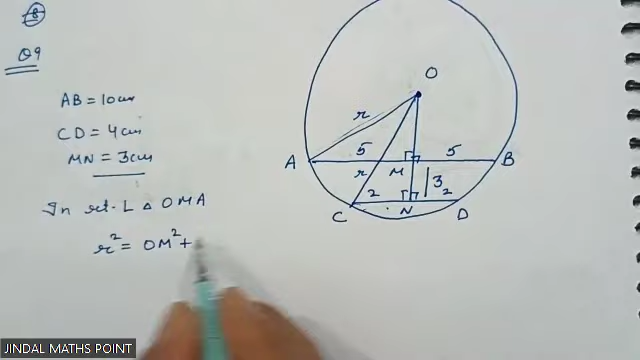 8
Q9
AB = 10cm
CD = 4cm
MN = 3cm
In rt. L △ OMA
r² = OM² +
O
r
A
5
5
B
r
M
3
2
2
C
N
D
JINDAL MATHS POINT